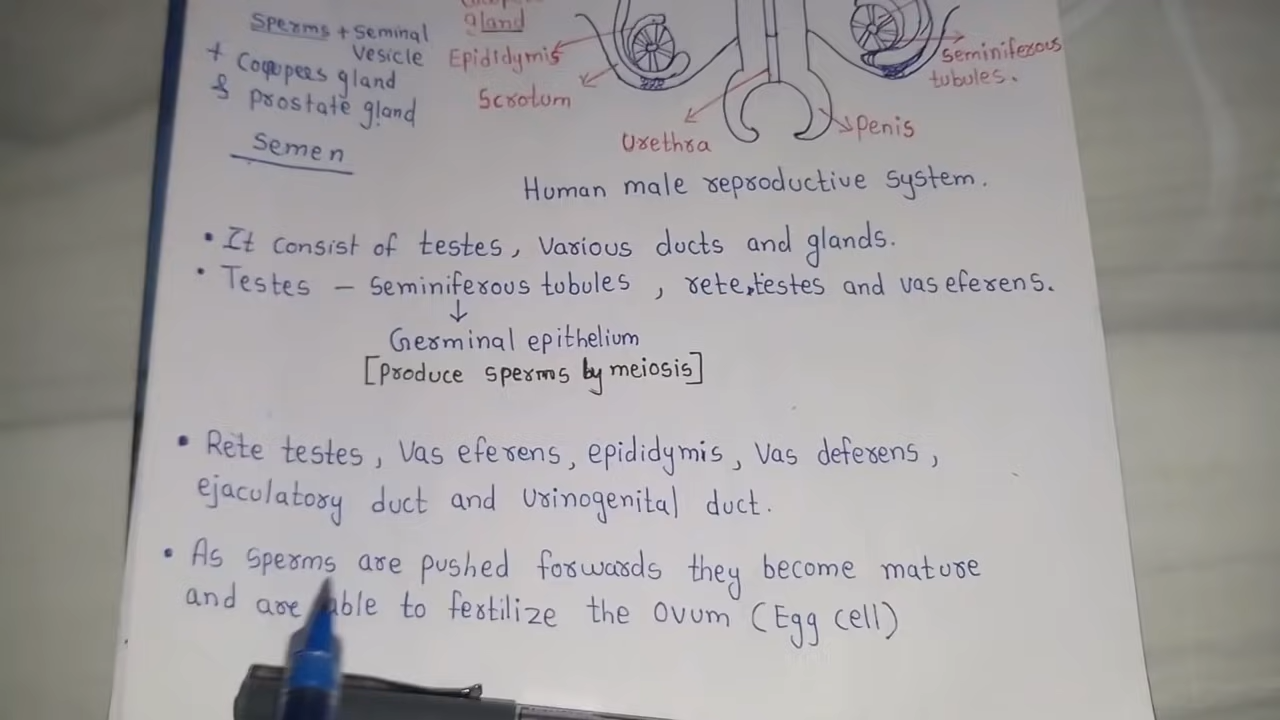 gland
Sperms + Seminal
vesicle
+ Cowpees gland
& prostate gland
Semen
Epididymis
Scrotum
Urethra
Penis
Seminiferous
tubules.
Human male reproductive system.
• It consist of testes, various ducts and glands.
• Testes - Seminiferous tubules, rete testes and vas eferens.
↓
Germinal epithelium
[produce sperms by meiosis]
• Rete testes, Vas eferens, epididymis, Vas deferens,
ejaculatory duct and urinogenital duct.
• As sperms are pushed forwards they become mature
and are able to fertilize the ovum (Egg cell)